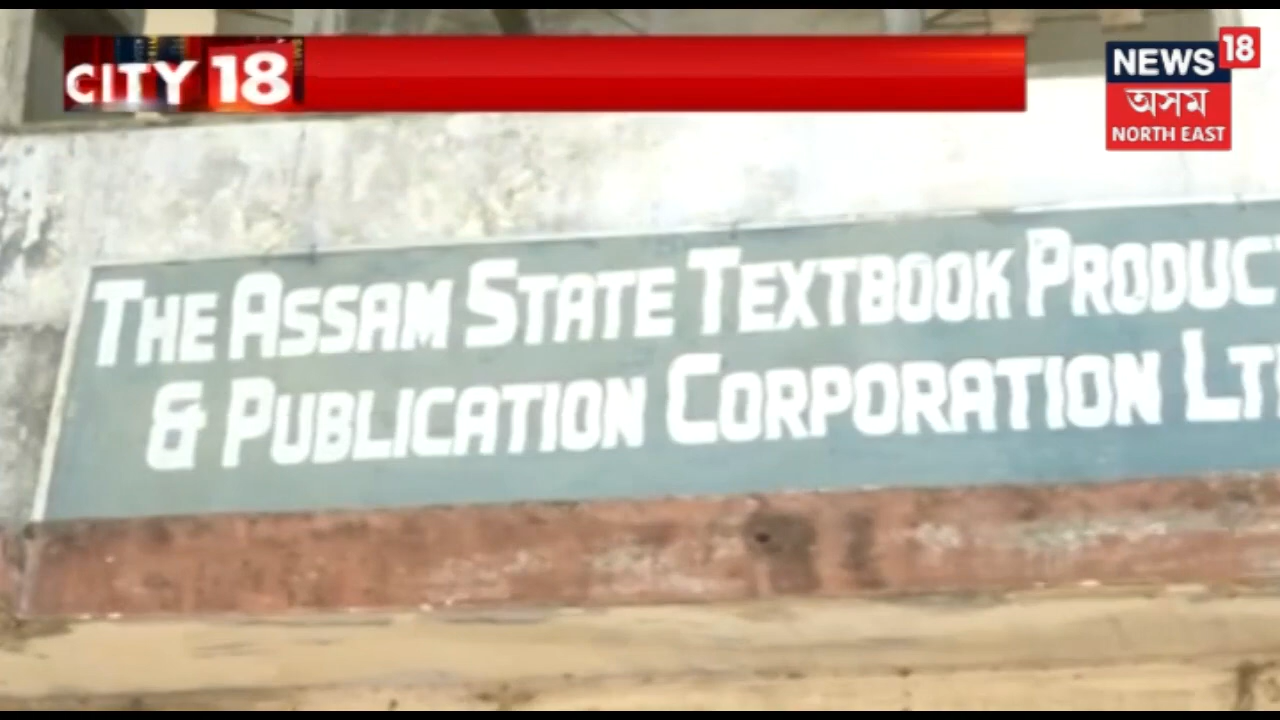 CITY 18
NEWS 18
অসম
NORTH EAST
THE ASSAM STATE TEXTBOOK PRODUCT
& PUBLICATION CORPORATION LT